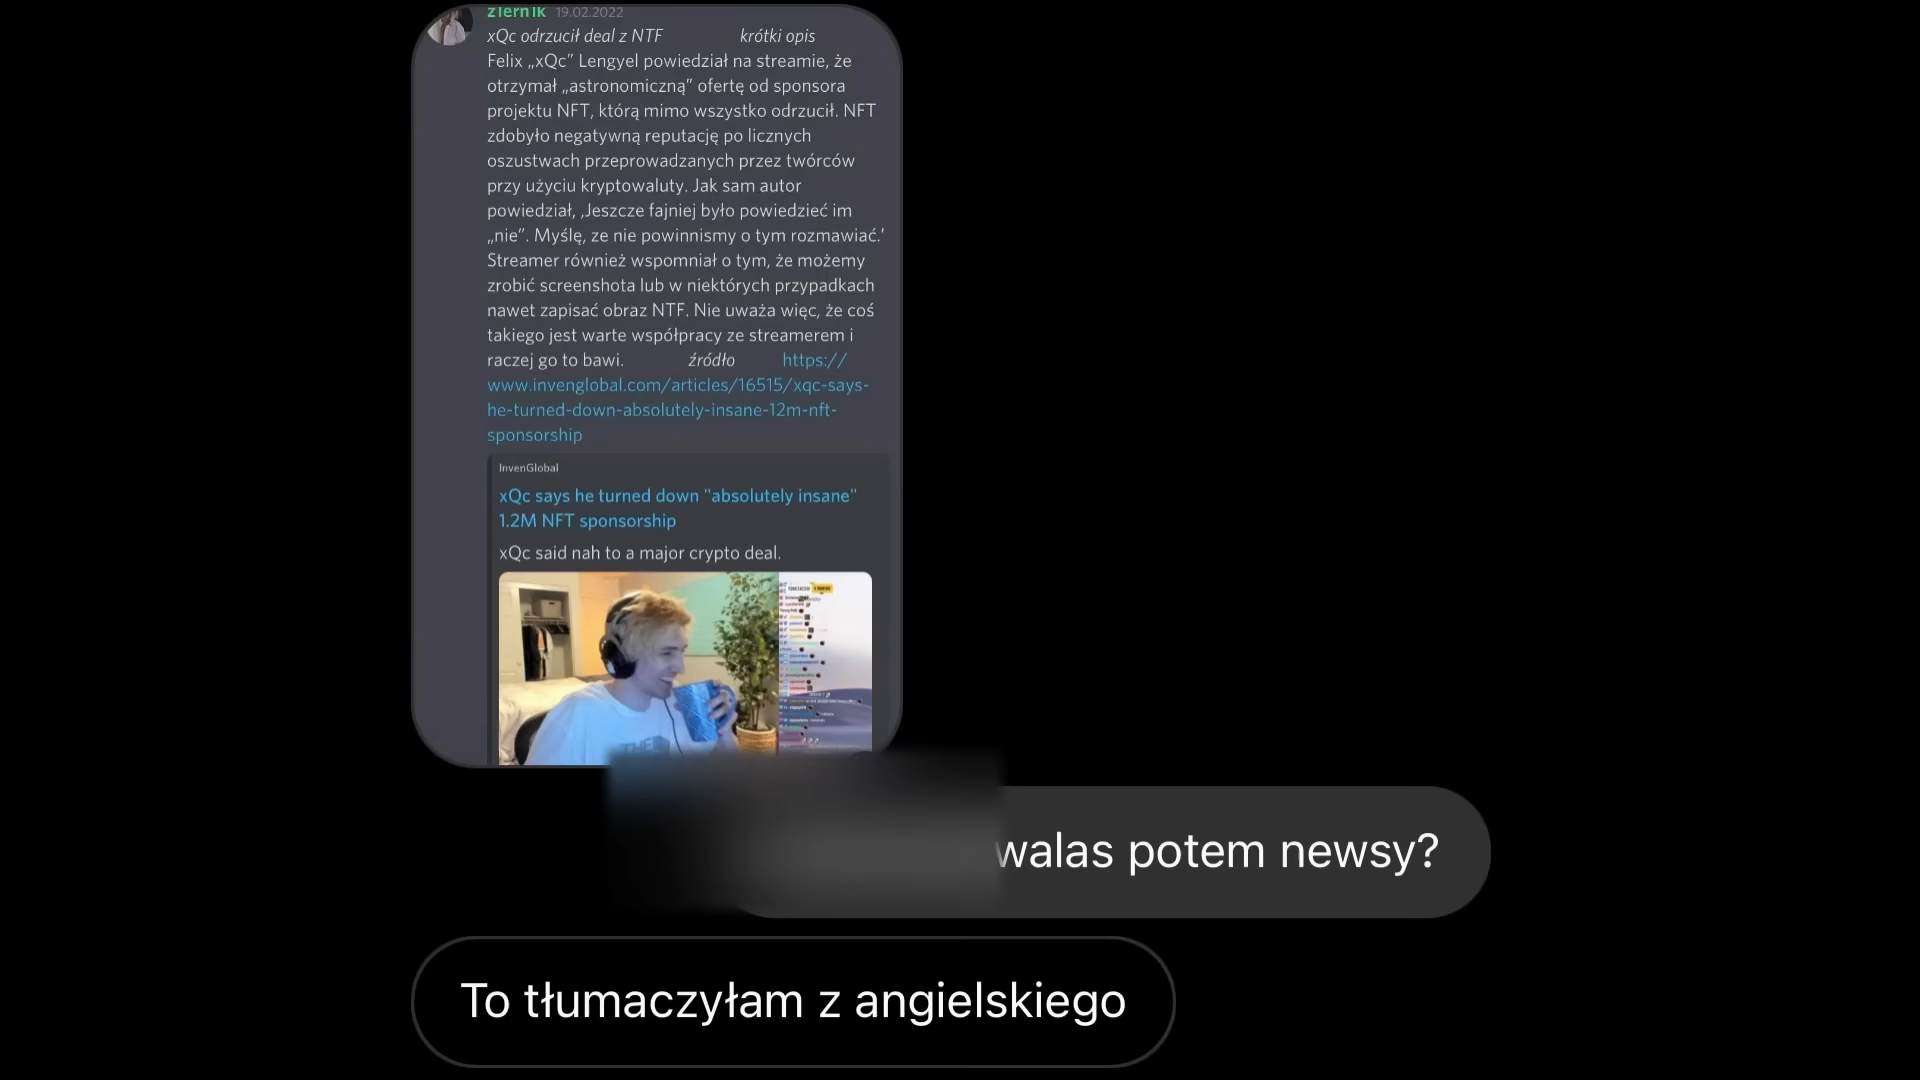 z1ern1k 19.02.2022
xQc odrzucił deal z NTF krótki opis
Felix „xQc” Lengyel powiedział na streamie, że
otrzymał „astronomiczną” ofertę od sponsora
projektu NFT, którą mimo wszystko odrzucił. NFT
zdobyło negatywną reputację po licznych
oszustwach przeprowadzanych przez twórców
przy użyciu kryptowaluty. Jak sam autor
powiedział, ‚Jeszcze fajniej było powiedzieć im
„nie”. Myślę, ze nie powinnismy o tym rozmawiać.’
Streamer również wspomniał o tym, że możemy
zrobić screenshota lub w niektórych przypadkach
nawet zapisać obraz NTF. Nie uważa więc, że coś
takiego jest warte współpracy ze streamerem i
raczej go to bawi. źródło https://
www.invenglobal.com/articles/16515/xqc-says-
he-turned-down-absolutely-insane-12m-nft-
sponsorship
InvenGlobal
xQc says he turned down "absolutely insane"
1.2M NFT sponsorship
xQc said nah to a major crypto deal.
walas potem newsy?
To tłumaczyłam z angielskiego